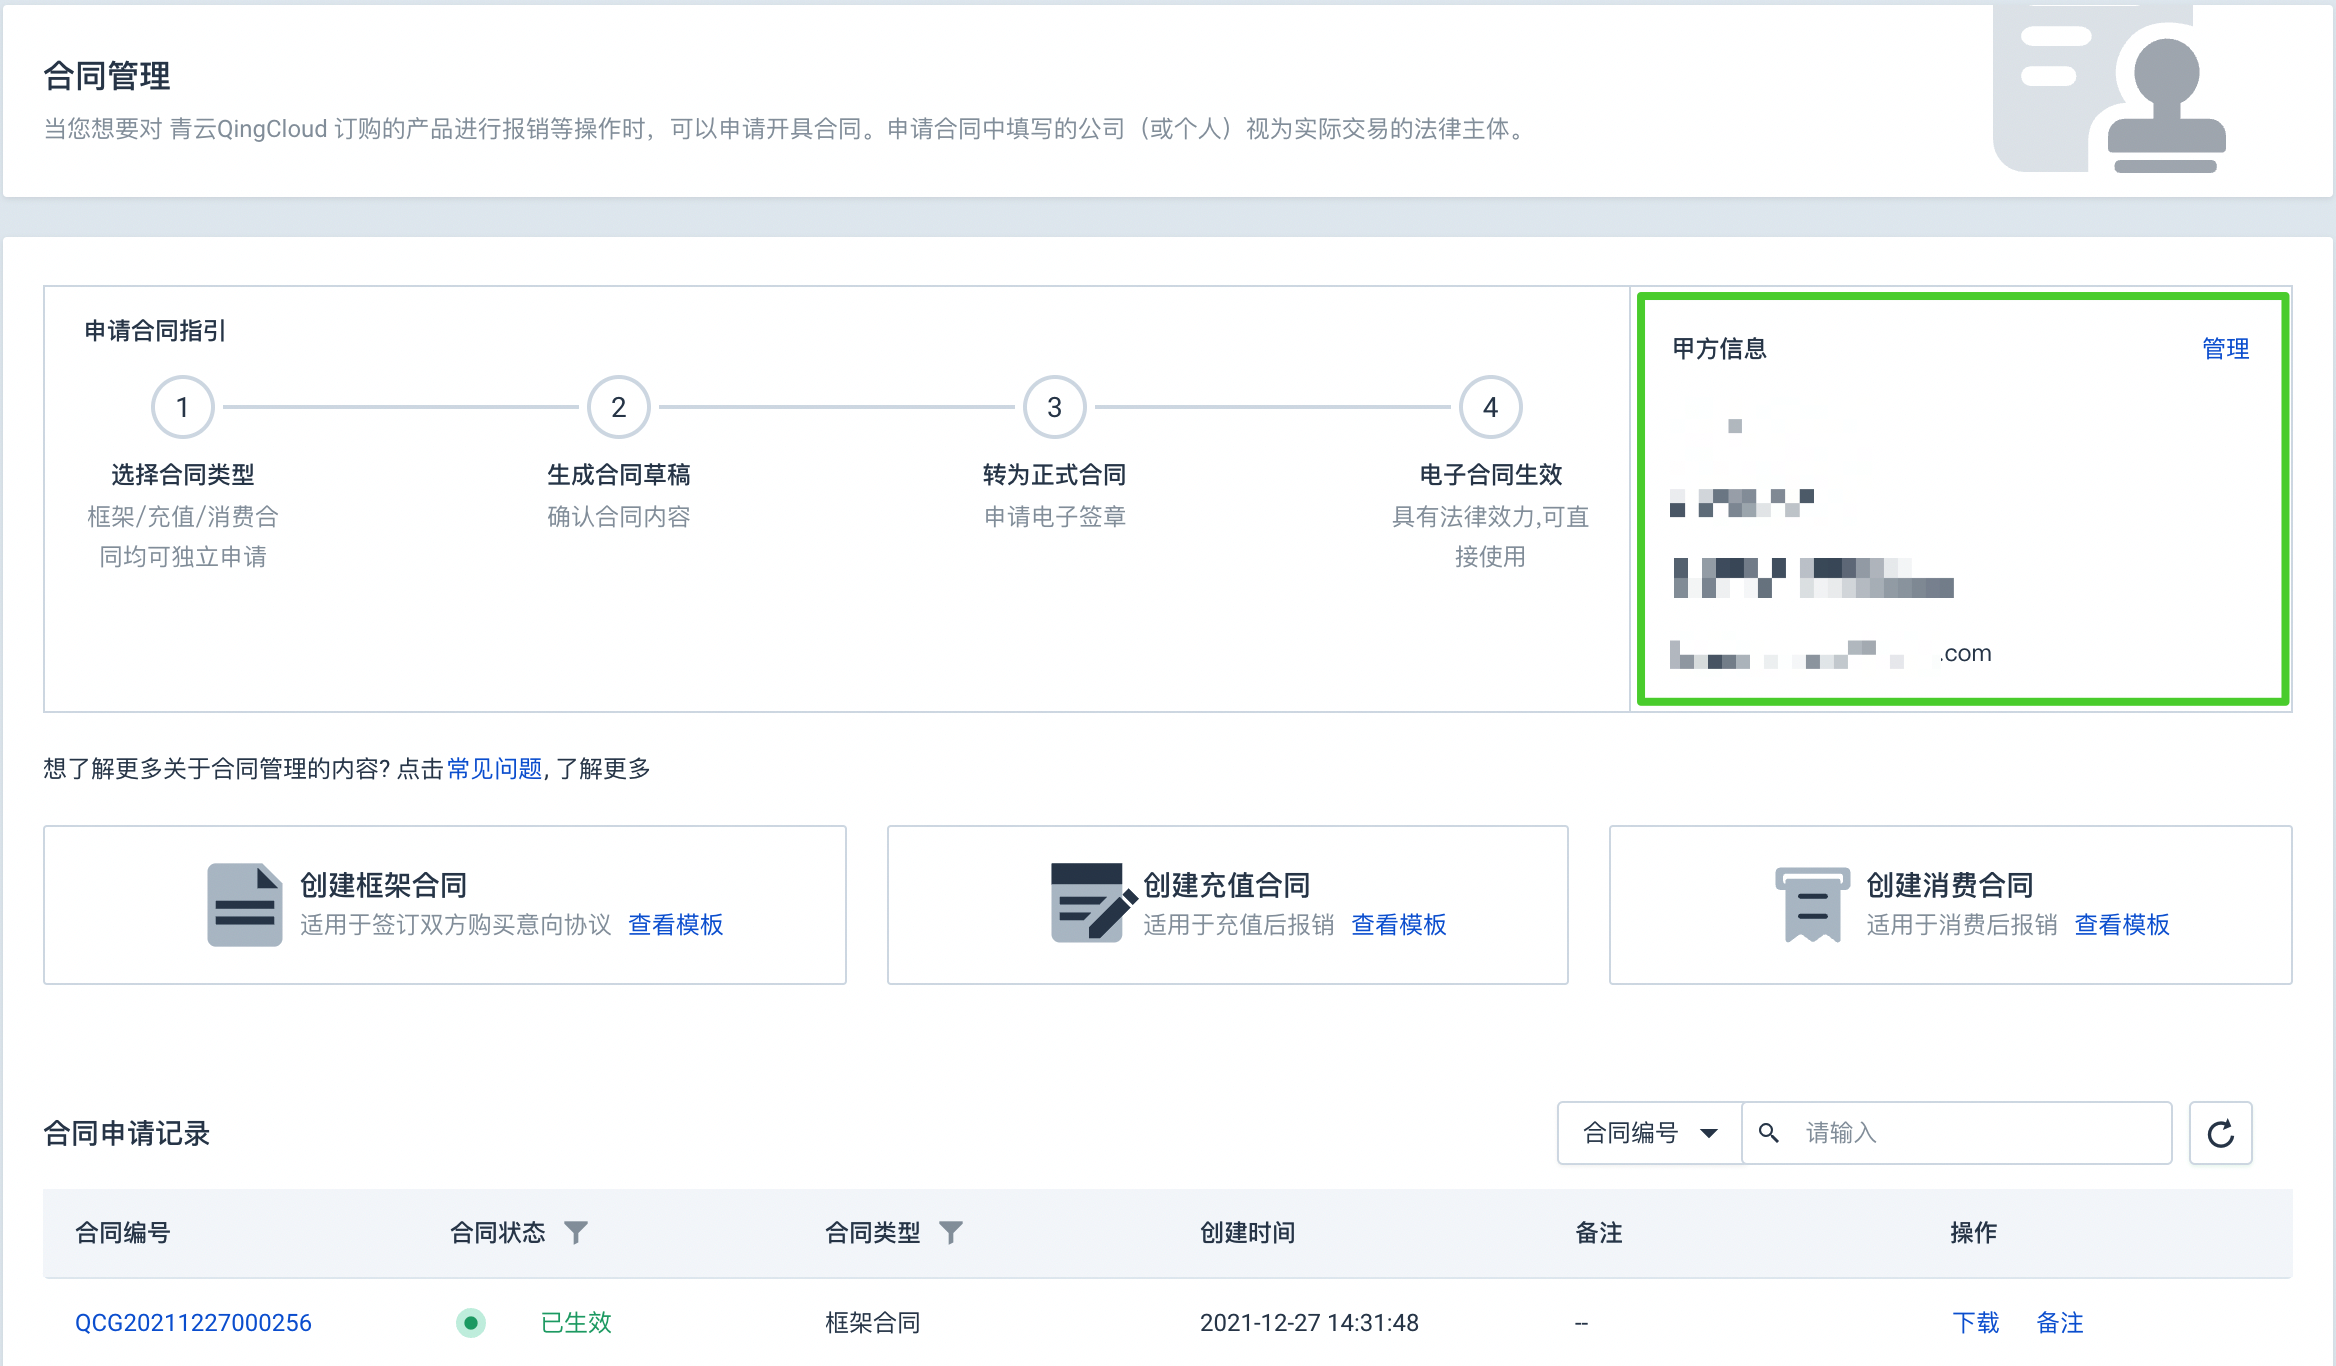 合同管理
当您想要对 青云QingCloud 订购的产品进行报销等操作时，可以申请开具合同。申请合同中填写的公司（或个人）视为实际交易的法律主体。
申请合同指引
1
2
3
4
选择合同类型
生成合同草稿
转为正式合同
电子合同生效
框架/充值/消费合
同均可独立申请
确认合同内容
申请电子签章
具有法律效力,可直
接使用
甲方信息
管理
.com
想了解更多关于合同管理的内容? 点击常见问题, 了解更多
创建框架合同
适用于签订双方购买意向协议 查看模板
创建充值合同
适用于充值后报销 查看模板
创建消费合同
适用于消费后报销 查看模板
合同申请记录
合同编号
请输入
合同编号 合同状态 合同类型 创建时间 备注 操作
QCG20211227000256 已生效 框架合同 2021-12-27 14:31:48 -- 下载 备注